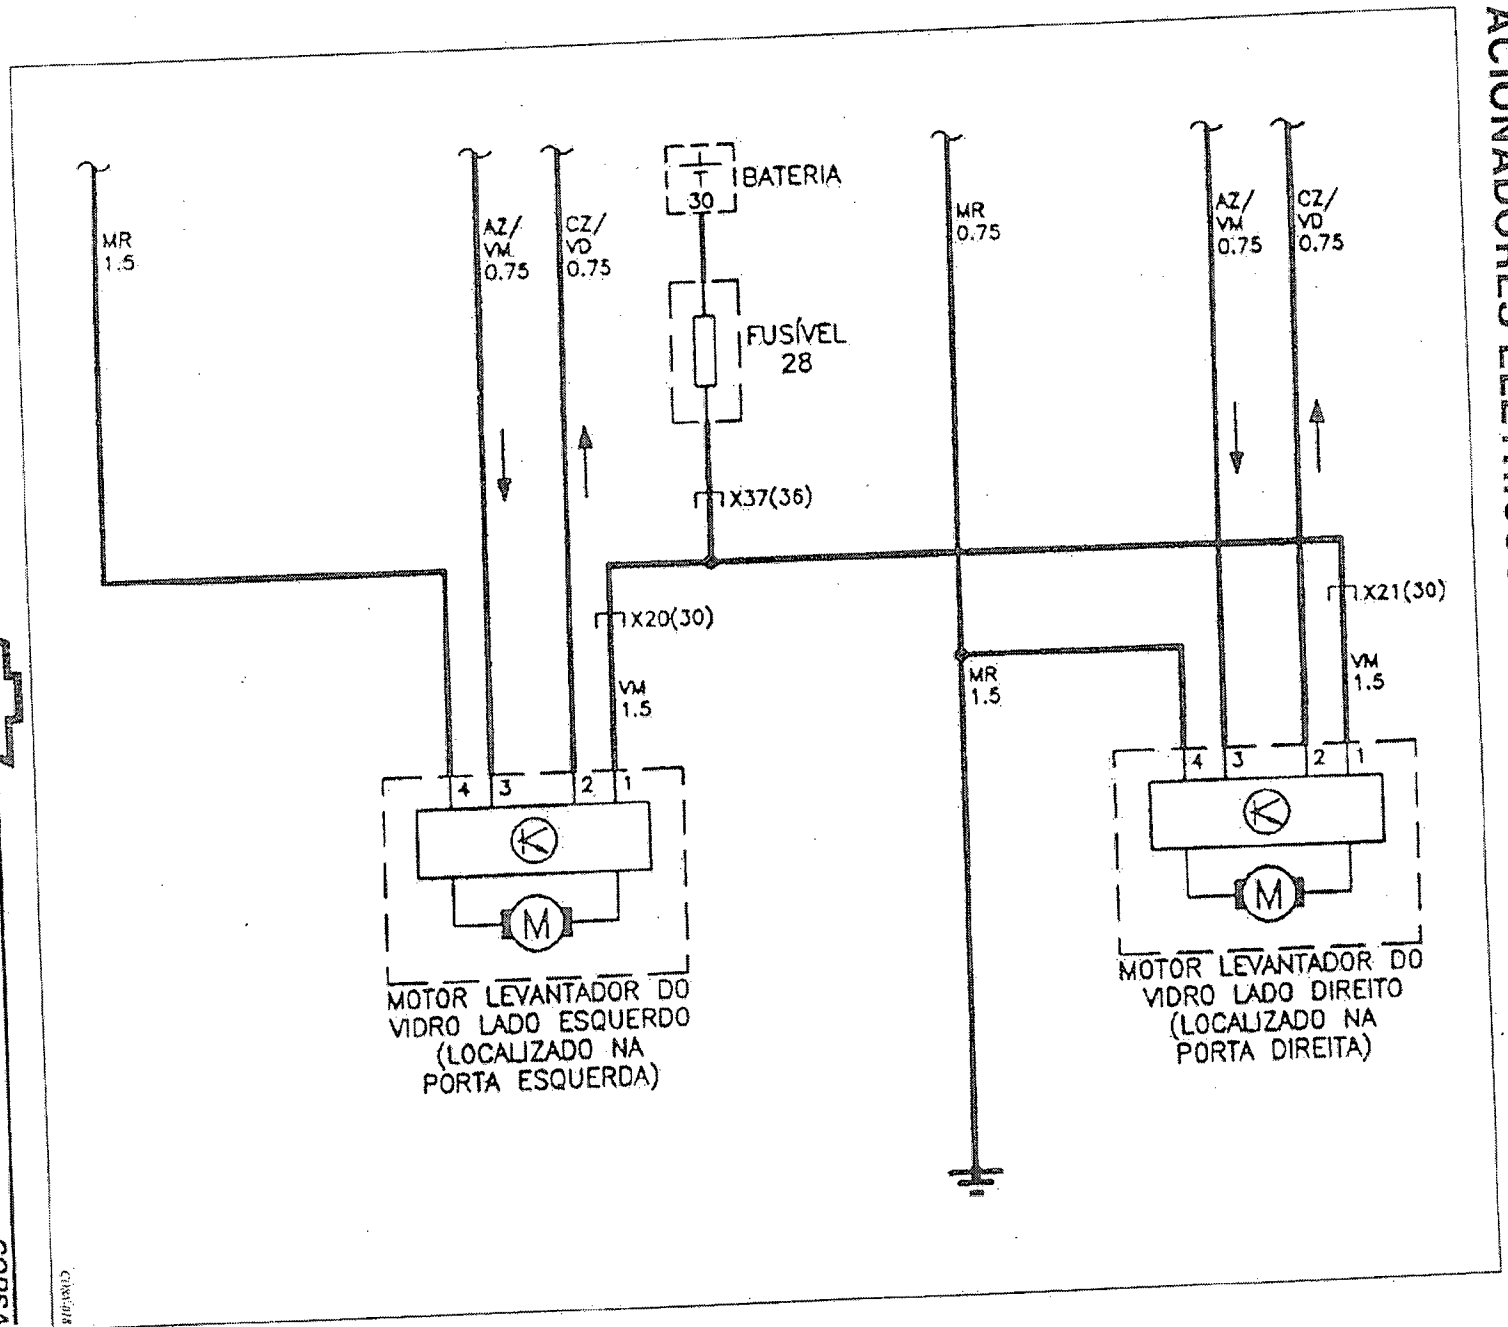 BATERIA
30
FUSÍVEL
28
X37(36)
MR
1.5
AZ/
VM
0.75
CZ/
VD
0.75
MR
0.75
AZ/
VM
0.75
CZ/
VD
0.75
X20(30)
VM
1.5
MR
1.5
X21(30)
VM
1.5
4 3 2 1
K
M
MOTOR LEVANTADOR DO
VIDRO LADO ESQUERDO
(LOCALIZADO NA
PORTA ESQUERDA)
4 3 2 1
K
M
MOTOR LEVANTADOR DO
VIDRO LADO DIREITO
(LOCALIZADO NA
PORTA DIREITA)
ACIONADORES
CORSA